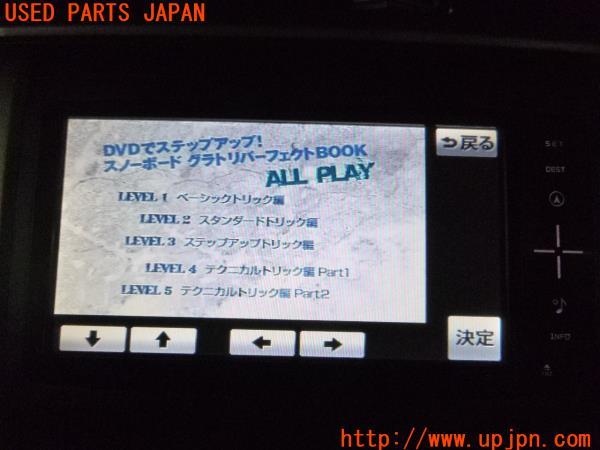 USED PARTS JAPAN
DVDでステップアップ!
スノーボード グラトリパーフェクトBOOK
ALL PLAY
LEVEL 1 ベーシックトリック編
LEVEL 2 スタンダードトリック編
LEVEL 3 ステップアップトリック編
LEVEL 4 テクニカルトリック編 Part1
LEVEL 5 テクニカルトリック編 Part2
戻る
決定
SET
DEST
INFO
http://www.upjpn.com/